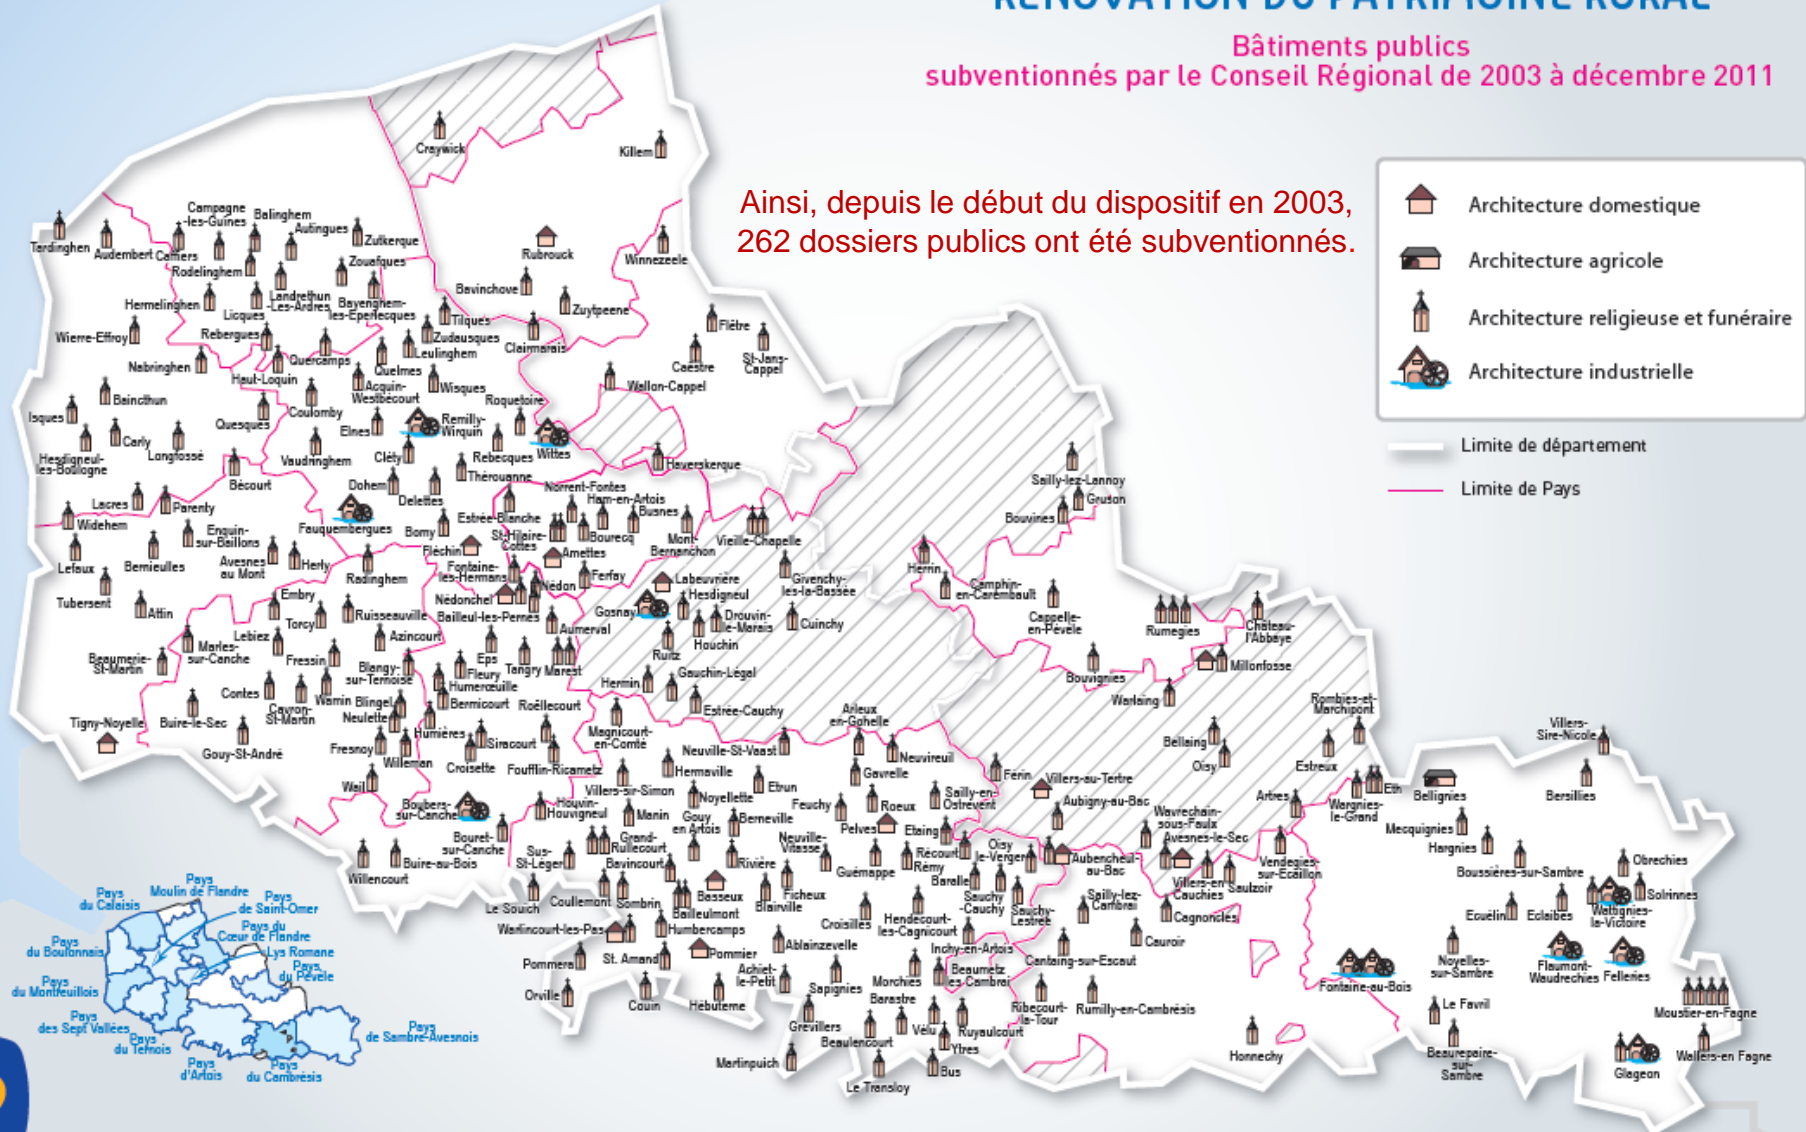 RÉNOVATION DU PATRIMOINE RURAL
Bâtiments publics
subventionnés par le Conseil Régional de 2003 à décembre 2011
Ainsi, depuis le début du dispositif en 2003,
262 dossiers publics ont été subventionnés.
Architecture domestique
Architecture agricole
Architecture religieuse et funéraire
Architecture industrielle
Limite de département
Limite de Pays
Craywick
Killem
Rubrouck
Winnezeele
Bavinchove
Zuytpeene
Flêtre
Caëstre
St-Jans-
Cappel
Wallon-Cappel
Haverskerque
Tardinghen
Audembert
Caffiers
Campagne
-les-Guînes
Balinghem
Autingues
Zutkerque
Rodelinghem
Zouafques
Hermelinghen
Licques
Landrethun
-Les-Ardres
Bayenghem-
les-Eperlecques
Tilques
Wierre-Effroy
Rebergues
Zudausques
Clairmarais
Nabringhen
Quercamps
Leulinghem
Haut-Loquin
Quelmes
Acquin-
Westbécourt
Wisques
Baincthun
Coulomby
Roquetoire
Isques
Carly
Quesques
Elnes
Remilly-
Wirquin
Hesdigneul-
les-Boulogne
Longfossé
Vaudringhem
Cléty
Rebecques
Wittes
Bécourt
Dohem
Thérouanne
Delettes
Lacres
Parenty
Widehem
Enquin-
sur-Baillons
Fauquembergues
Bomy
Estrée-Blanche
Norrent-Fontes
Ham-en-Artois
Busnes
St-Hilaire-
Cottes
Bourecq
Mont-
Bernanchon
Vieille-Chapelle
Lefaux
Bernieulles
Avesnes
au Mont
Herly
Radinghem
Fléchin
Fontaine-
les-Hermans
Amettes
Nédon
Ferfay
Labeuvrière
Givenchy-
les-la-Bassée
Tubersent
Attin
Embry
Torcy
Ruisseauville
Nédonchel
Bailleul-les-Pernes
Gosnay
Hesdigneul
Drouvin-
le-Marais
Cuinchy
Lebiez
Azincourt
Aumerval
Houchin
Ruitz
Marles-
sur-Canche
Beaumerie-
St-Martin
Fressin
Blangy-
sur-Ternoise
Eps
Fleury
Tangry
Marest
Humerœuille
Hermin
Gauchin-Légal
Estrée-Cauchy
Contes
Cavron-
St-Martin
Wamin
Blingel
Bermicourt
Tigny-Noyelle
Buire-le-Sec
Gouy-St-André
Neulette
Humières
Roëllecourt
Magnicourt-
en-Comté
Fresnoy
Willeman
Siracourt
Croisette
Foufflin-Ricametz
Neuville-St-Vaast
Arleux
en-Gohelle
Neuvireuil
Wail
Villers-sir-Simon
Hermaville
Gavrelle
Férin
Villers-au-Tertre
Boubers-
sur-Canche
Houvin-
Houvigneul
Noyellette
Etrun
Feuchy
Roeux
Sailly-en-
Ostrevent
Aubigny-au-Bac
Manin
Gouy
en Artois
Berneville
Neuville-
Vitasse
Pelves
Etaing
Bouret-
sur-Canche
Sus-
St-Léger
Grand-
Rullecourt
Bavincourt
Rivière
Guémappe
Récourt
Rémy
Oisy
le-Verger
Aubencheul-
au-Bac
Willencourt
Buire-au-Bois
Le Souich
Coullemont
Sombrin
Basseux
Bailleulmont
Ficheux
Blairville
Baralle
Sauchy
-Cauchy
Sauchy-
Lestrée
Sailly-lez-
Cambrai
Warlincourt-les-Pas
Humbercamps
Croisilles
Hendecourt-
les-Cagnicourt
Cagnoncles
Pommera
St. Amand
Pommier
Ablainzevelle
Inchy-en-Artois
Cauroir
Cantaing-sur-Escaut
Achiet-
le-Petit
Sapignies
Morchies
Beaumetz
les-Cambrai
Orville
Couin
Hébuterne
Barastre
Ribecourt-
la-Tour
Rumilly-en-Cambrésis
Grévillers
Beaulencourt
Vélu
Ruyaulcourt
Ytres
Martinpuich
Le Transloy
Bus
Honnechy
Sailly-lez-Lannoy
Gruson
Bouvines
Herrin
Camphin-
en-Carembault
Cappelle-
en-Pévèle
Rumegies
Château-
l'Abbaye
Millonfosse
Bouvignies
Warlaing
Rombies-et-
Marchipont
Bellaing
Oisy
Estreux
Villers-
Sire-Nicole
Artres
Wargnies-
le-Grand
Eth
Bellignies
Bersillies
Wavrechain-
sous-Faulx
Avesnes-le-Sec
Mecquignies
Hargnies
Vendegies-
sur-Ecaillon
Villers-en
Cauchies
Saulzoir
Boussières-sur-Sambre
Obrechies
Solrinnes
Ecuélin
Eclaibes
Wattignies-
la-Victoire
Noyelles-
sur-Sambre
Flaumont-
Waudrechies
Felleries
Fontaine-au-Bois
Le Favril
Moustier-en-Fagne
Beaurepaire-
sur-
Sambre
Glageon
Wallers-en Fagne
Pays
du Calaisis
Pays
Moulin de Flandre
Pays
de Saint-Omer
Pays du
Cœur de Flandre
Lys Romane
Pays
du Pévèle
Pays
du Boulonnais
Pays
du Montreuillois
Pays
des Sept Vallées
Pays
du Ternois
Pays
d'Artois
Pays
du Cambrésis
Pays
de Sambre-Avesnois